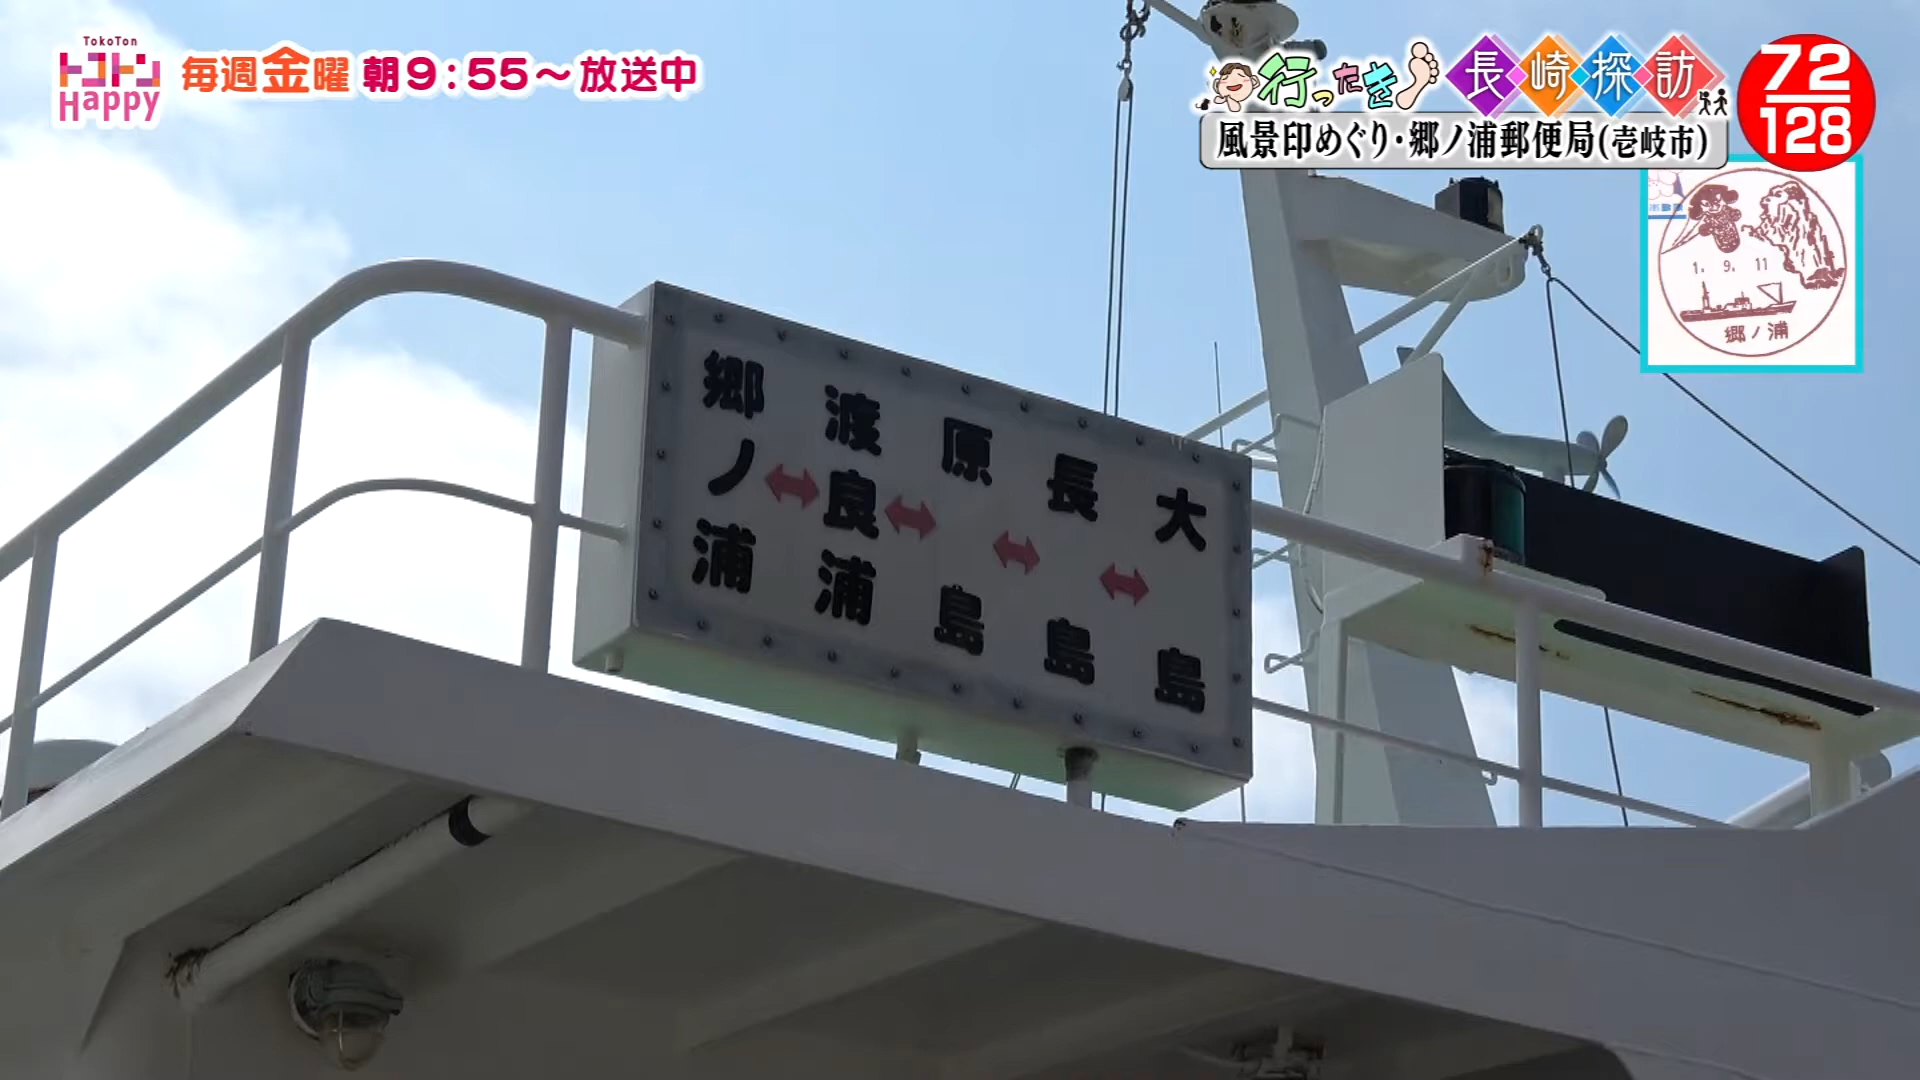 TokoTon
トコトン
Happy
毎週金曜 朝9:55～放送中
行ったき 長崎探訪
風景印めぐり・郷ノ浦郵便局(壱岐市)
72
128
1. 9. 11
郷ノ浦
郷ノ浦
渡良浦
原島
長島
大島